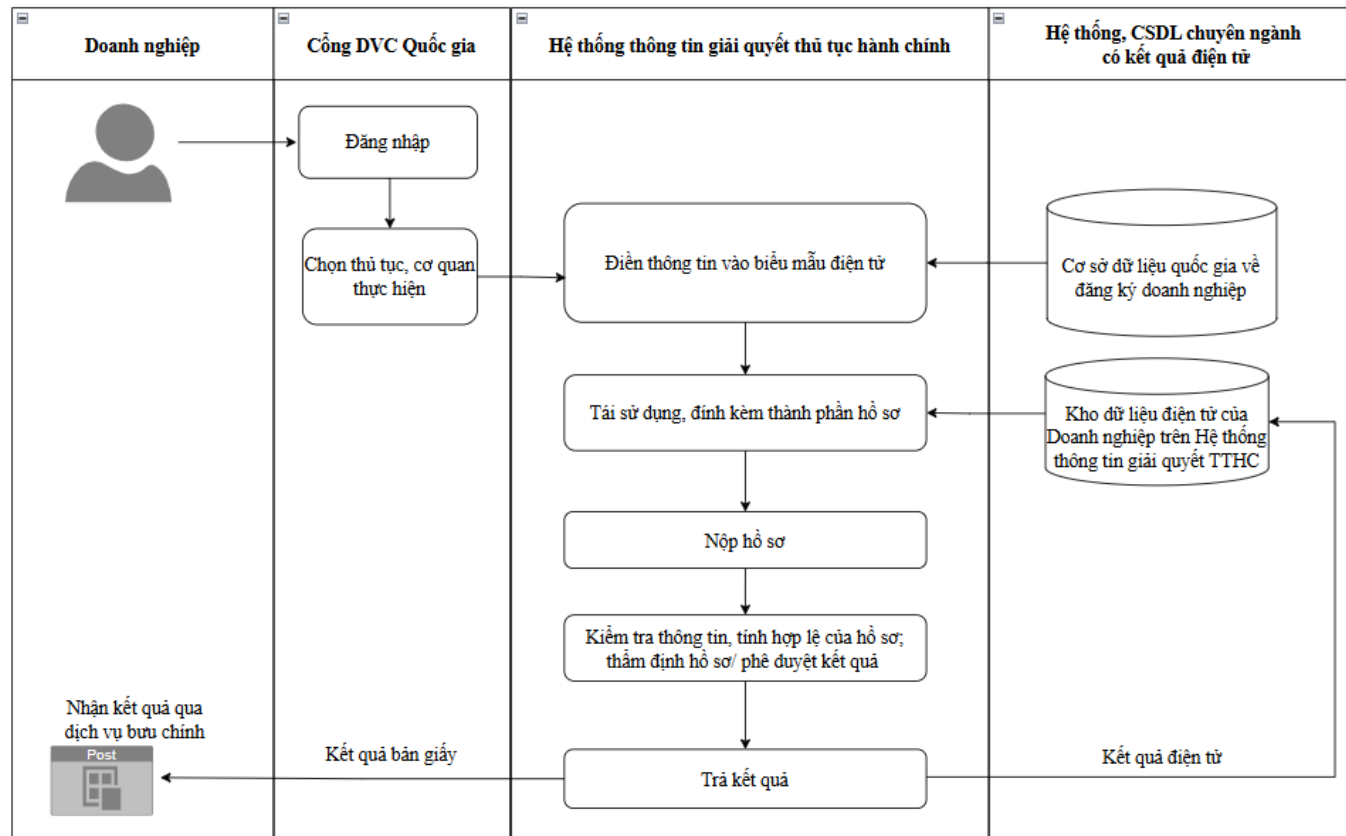 Doanh nghiệp
Cổng DVC Quốc gia
Hệ thống thông tin giải quyết thủ tục hành chính
Hệ thống, CSDL chuyên ngành
có kết quả điện tử
Đăng nhập
Chọn thủ tục, cơ quan
thực hiện
Điền thông tin vào biểu mẫu điện tử
Cơ sở dữ liệu quốc gia về
đăng ký doanh nghiệp
Tái sử dụng, đính kèm thành phần hồ sơ
Kho dữ liệu điện tử của
Doanh nghiệp trên Hệ thống
thông tin giải quyết TTHC
Nộp hồ sơ
Kiểm tra thông tin, tính hợp lệ của hồ sơ;
thẩm định hồ sơ/ phê duyệt kết quả
Nhận kết quả qua
dịch vụ bưu chính
Post
Kết quả bản giấy
Trả kết quả
Kết quả điện tử